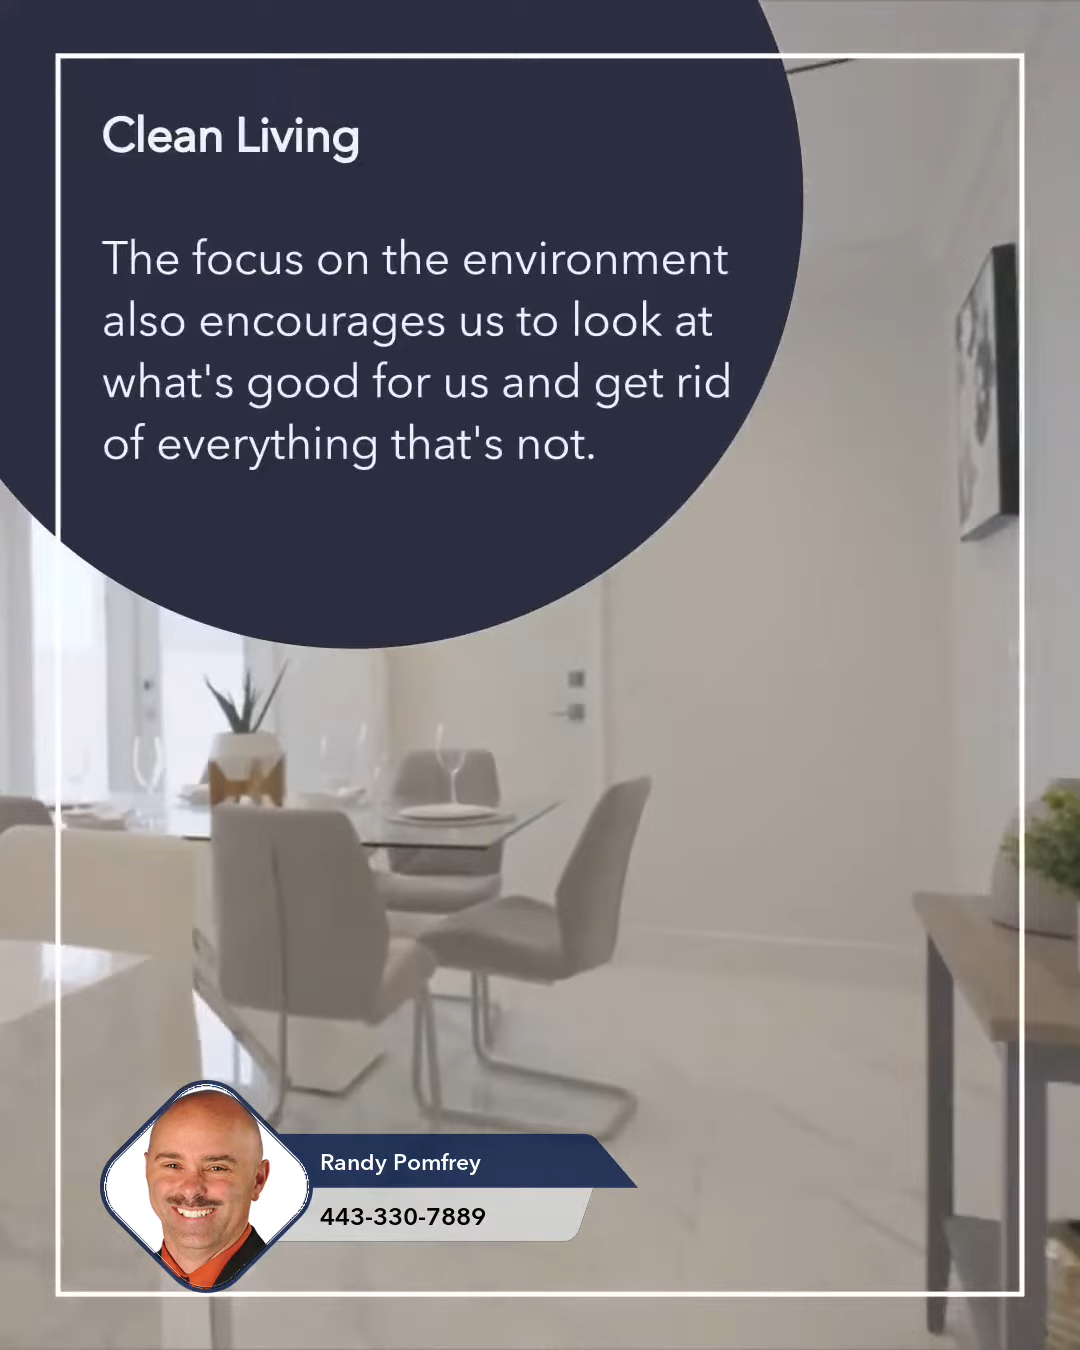 Clean Living
The focus on the environment
also encourages us to look at
what's good for us and get rid
of everything that's not.
Randy Pomfrey
443-330-7889